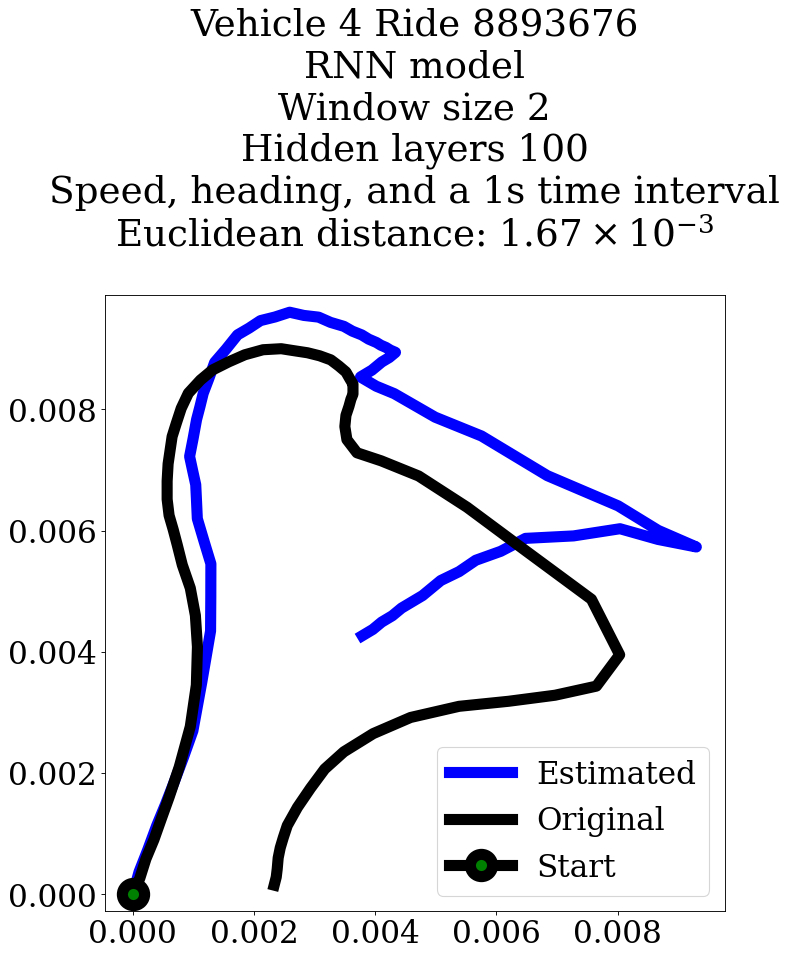 Vehicle 4 Ride 8893676
RNN model
Window size 2
Hidden layers 100
Speed, heading, and a 1s time interval
Euclidean distance: 1.67 × 10⁻³
0.008
0.006
0.004
0.002
0.000
Estimated
Original
Start
0.000 0.002 0.004 0.006 0.008